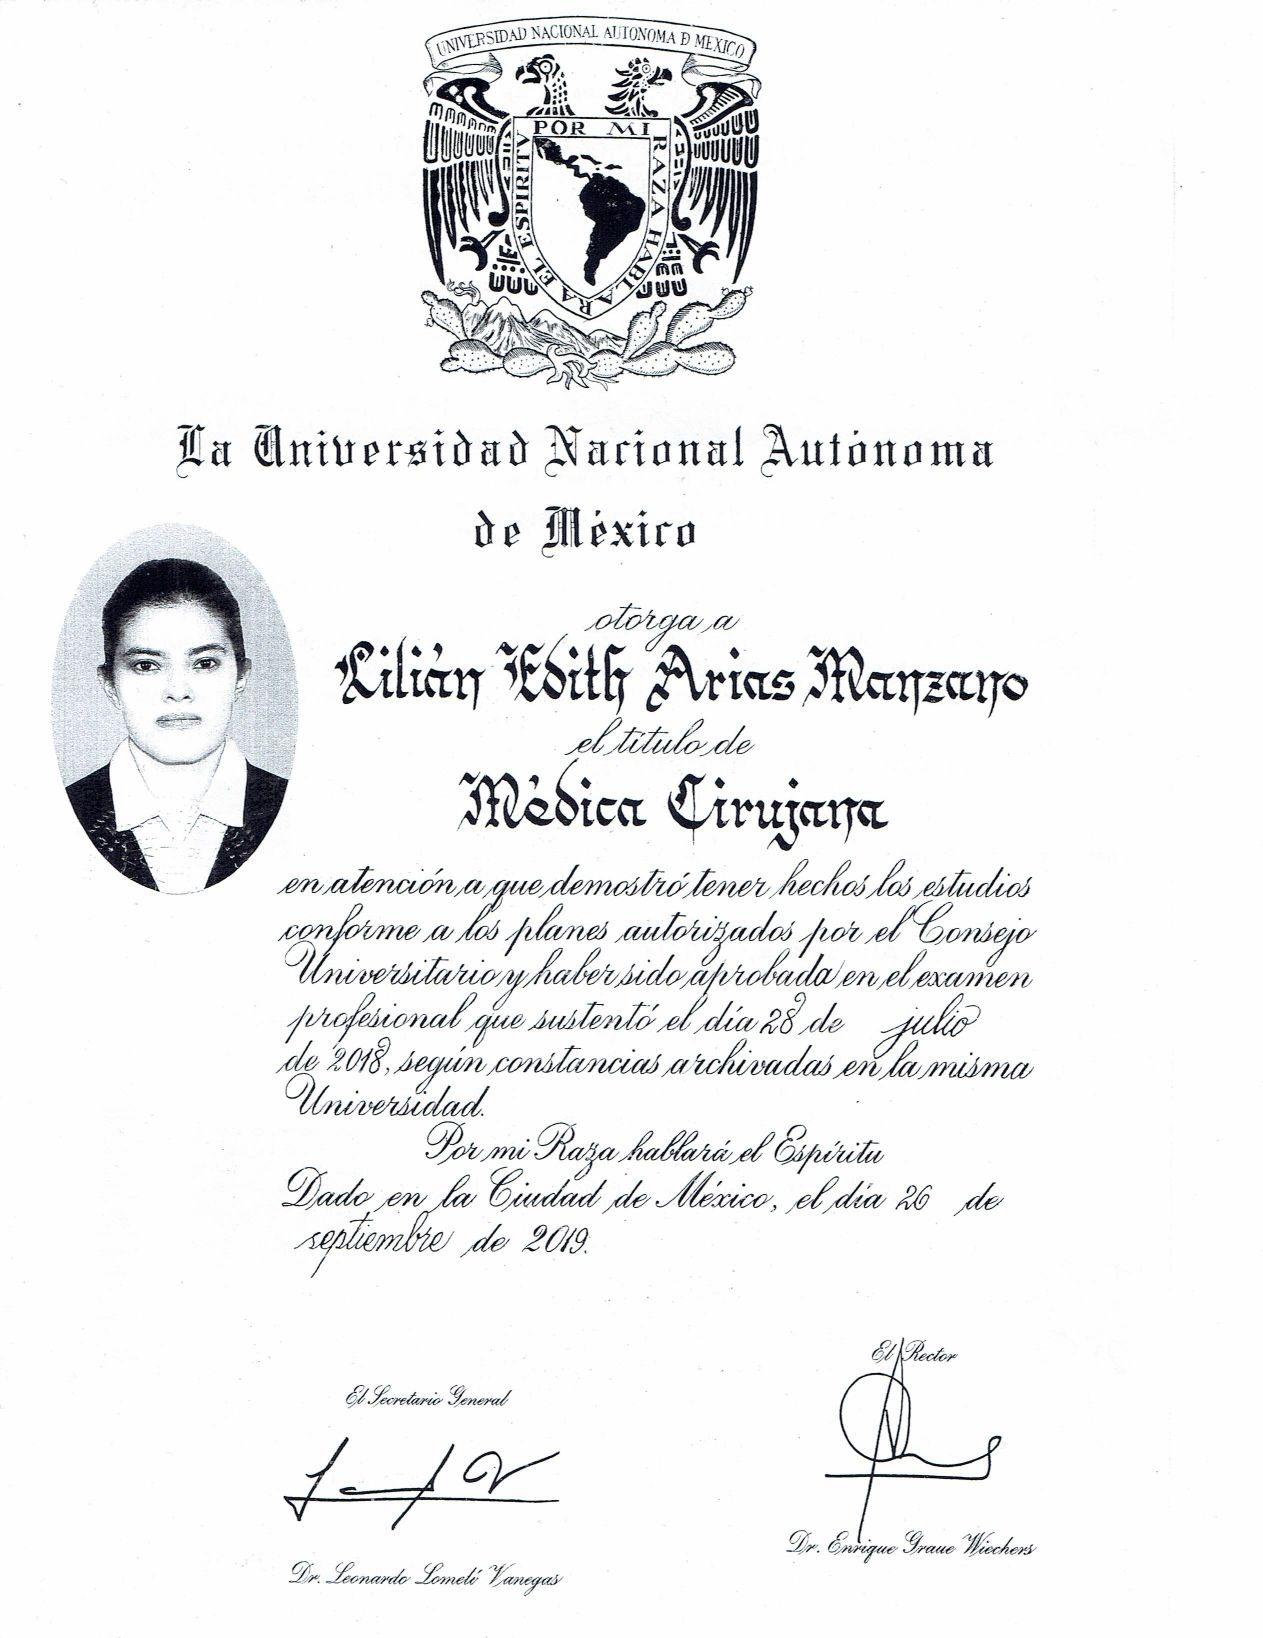 UNIVERSIDAD NACIONAL AUTONOMA D MEXICO
POR MI RAZA HABLARA EL ESPIRITU
La Universidad Nacional Autónoma
de México
otorga a
Lilián Edith Arias Manzano
el título de
Médica Cirujana
en atención a que demostró tener hechos los estudios
conforme a los planes autorizados por el Consejo
Universitario y haber sido aprobada en el examen
profesional que sustentó el día 28 de julio
de 2018, según constancias archivadas en la misma
Universidad.
Por mi Raza hablará el Espíritu
Dado en la Ciudad de México, el día 26 de
septiembre de 2019.
El Rector
El Secretario General
Dr. Enrique Graue Wiechers
Dr. Leonardo Lomelí Vanegas